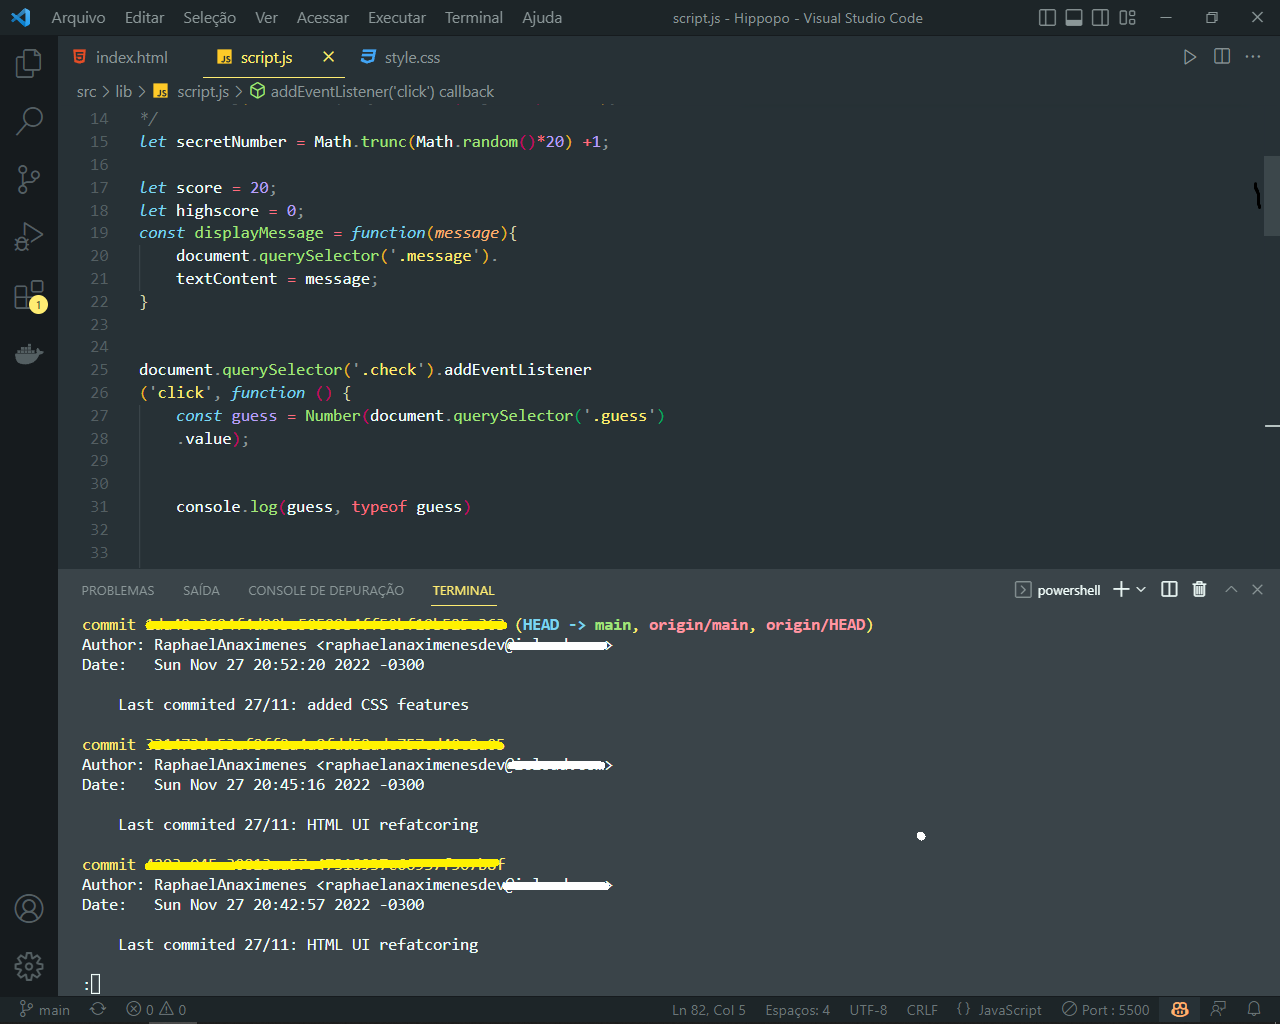 Arquivo Editar Seleção Ver Acessar Executar Terminal Ajuda script.js - Hippopo - Visual Studio Code
index.html JS script.js style.css
src > lib > JS script.js > addEventListener('click') callback
14 */
15 let secretNumber = Math.trunc(Math.random()*20) +1;
16
17 let score = 20;
18 let highscore = 0;
19 const displayMessage = function(message){
20 document.querySelector('.message').
21 textContent = message;
22 }
23
24
25 document.querySelector('.check').addEventListener
26 ('click', function () {
27 const guess = Number(document.querySelector('.guess')
28 .value);
29
30
31 console.log(guess, typeof guess)
32
33
1
PROBLEMAS SAÍDA CONSOLE DE DEPURAÇÃO TERMINAL powershell
commit (HEAD -> main, origin/main, origin/HEAD)
Author: RaphaelAnaximenes <raphaelanaximenesdev@
Date: Sun Nov 27 20:52:20 2022 -0300
Last commited 27/11: added CSS features
commit
Author: RaphaelAnaximenes <raphaelanaximenesdev@
Date: Sun Nov 27 20:45:16 2022 -0300
Last commited 27/11: HTML UI refatcoring
commit
Author: RaphaelAnaximenes <raphaelanaximenesdev@
Date: Sun Nov 27 20:42:57 2022 -0300
Last commited 27/11: HTML UI refatcoring
:
main 0 0 Ln 82, Col 5 Espaços: 4 UTF-8 CRLF {} JavaScript Port : 5500